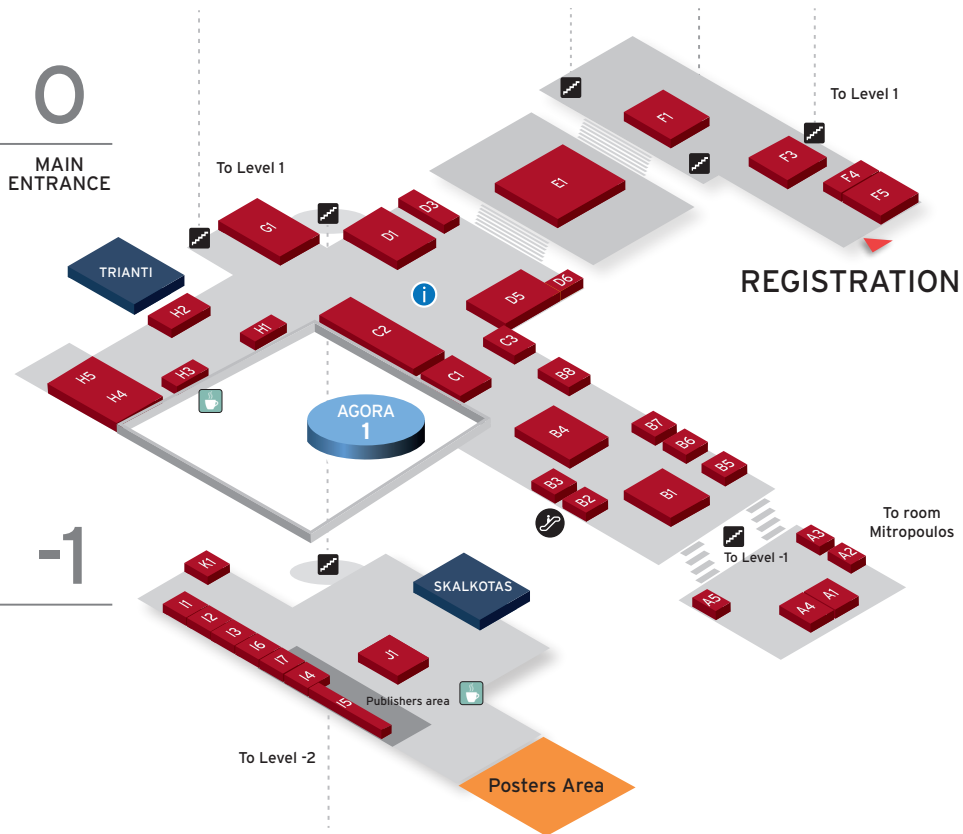 0
MAIN
ENTRANCE
To Level 1
To Level 1
F1
F3
F4
F5
E1
REGISTRATION
G1
D1
D3
D5
D6
i
TRIANTI
H2
H1
H3
H5
H4
C2
C1
C3
AGORA
1
B8
B4
B7
B6
B5
B3
B2
B1
To room
Mitropoulos
To Level -1
A3
A2
A1
A4
A5
-1
K1
SKALKOTAS
I1
I2
I3
I6
I7
I4
I5
J1
Publishers area
To Level -2
Posters Area